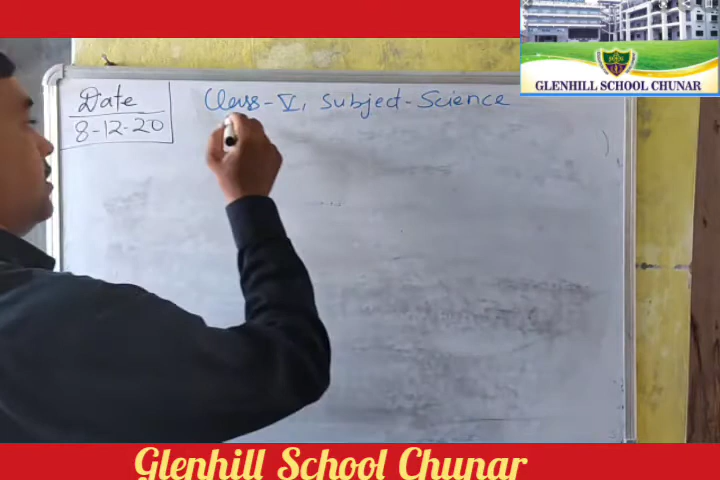 GLENHILL SCHOOL CHUNAR
Date
8-12-20
Class-V, Subject-Science
Glenhill School Chunar